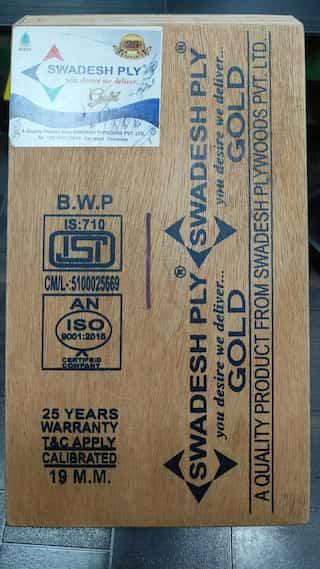 SWADESH PLY
you desire we deliver...
Gold
B.W.P
IS:710
ISI
CM/L-:5100025669
AN
ISO
9001:2015
CERTIFIED
COMPANY
25 YEARS
WARRANTY
T&C APPLY
CALIBRATED
19 M.M.
SWADESH PLY®
you desire we deliver...
GOLD
SWADESH PLY®
you desire we deliver...
GOLD
A QUALITY PRODUCT FROM SWADESH PLYWOODS PVT. LTD.